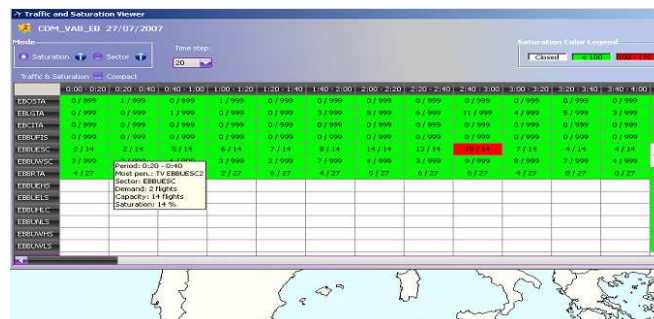 Traffic and Saturation Viewer
CDM_VAB_EB 27/07/2007
Mode
Saturation Sector
Time step:
20
Saturation Color Legend
Closed < 100
Traffic & Saturation Compact
0:00 - 0:20 0:20 - 0:40 0:40 - 1:00 1:00 - 1:20 1:20 - 1:40 1:40 - 2:00 2:00 - 2:20 2:20 - 2:40 2:40 - 3:00 3:00 - 3:20 3:20 - 3:40 3:40 - 4:00
EBOSTA 0 / 999 1 / 999 0 / 999 1 / 999 0 / 999 0 / 999 0 / 999 0 / 999 0 / 999 0 / 999 0 / 999 0 / 999
EBLGTA 0 / 999 0 / 999 0 / 999 0 / 999 0 / 999 3 / 999 0 / 999 6 / 999 11 / 999 4 / 999 5 / 999 3 / 999
EBCITA 0 / 999 0 / 999 0 / 999 0 / 999 0 / 999 0 / 999 0 / 999 0 / 999 0 / 999 0 / 999 0 / 999 0 / 999
EBBUFIS 0 / 999 0 / 999 0 / 999 0 / 999 0 / 999 0 / 999 0 / 999 0 / 999 0 / 999 0 / 999 0 / 999 0 / 999
EBBUESC 2 / 14 2 / 14 5 / 14 6 / 14 7 / 14 8 / 14 14 / 14 13 / 14 7 / 14 4 / 14 4 / 14
EBBUWSC 3 / 999 3 / 999 2 / 999 7 / 999 4 / 999 3 / 999 9 / 999 8 / 999 7 / 999 4 / 999
EBBRTA 4 / 27 2 / 27 6 / 27 4 / 27 5 / 27 6 / 27 6 / 27 4 / 27 0 / 27 0 / 27
Period: 0:20 - 0:40
Most pen.: TV EBBUESC2
Sector: EBBUESC
Demand: 2 flights
Capacity: 14 flights
Saturation: 14 %
EBBUEHS
EBBUELS
EBBUHLC
EBBUNLS
EBBUWHS
EBBUWLS